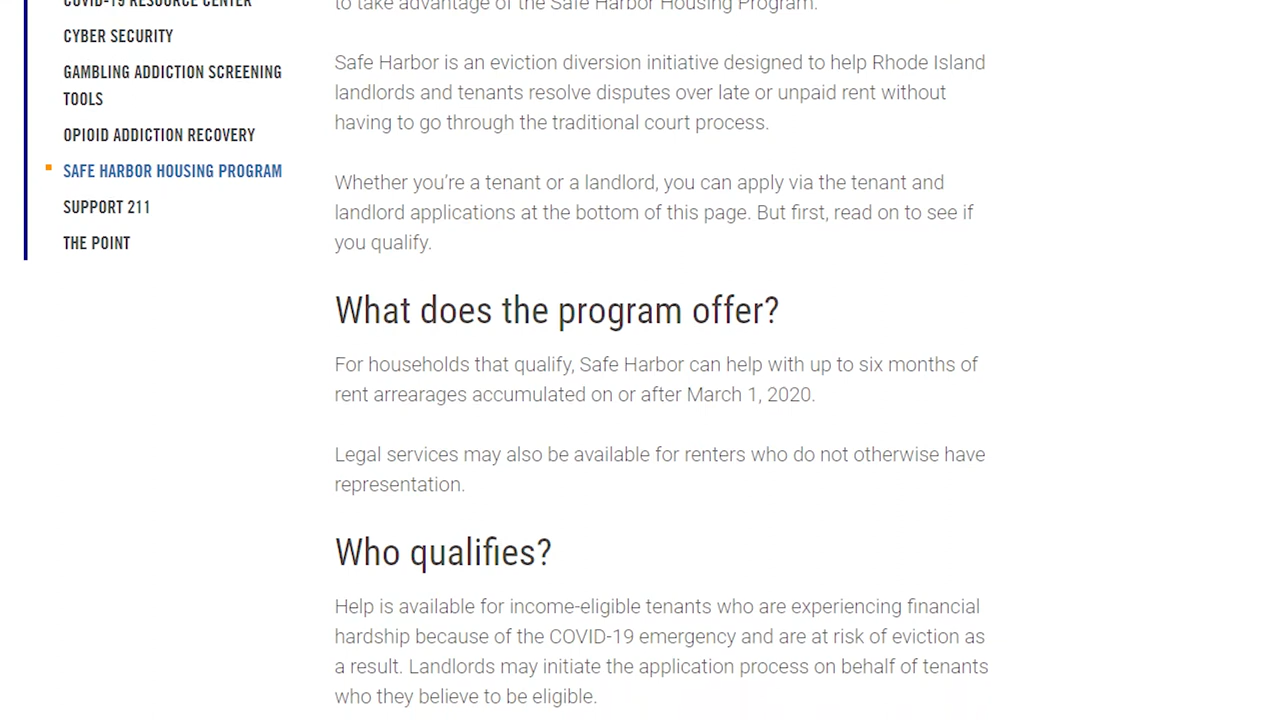 COVID-19 RESOURCE CENTER
CYBER SECURITY
GAMBLING ADDICTION SCREENING
TOOLS
OPIOID ADDICTION RECOVERY
SAFE HARBOR HOUSING PROGRAM
SUPPORT 211
THE POINT
to take advantage of the Safe Harbor Housing Program.
Safe Harbor is an eviction diversion initiative designed to help Rhode Island
landlords and tenants resolve disputes over late or unpaid rent without
having to go through the traditional court process.
Whether you’re a tenant or a landlord, you can apply via the tenant and
landlord applications at the bottom of this page. But first, read on to see if
you qualify.
What does the program offer?
For households that qualify, Safe Harbor can help with up to six months of
rent arrearages accumulated on or after March 1, 2020.
Legal services may also be available for renters who do not otherwise have
representation.
Who qualifies?
Help is available for income-eligible tenants who are experiencing financial
hardship because of the COVID-19 emergency and are at risk of eviction as
a result. Landlords may initiate the application process on behalf of tenants
who they believe to be eligible.